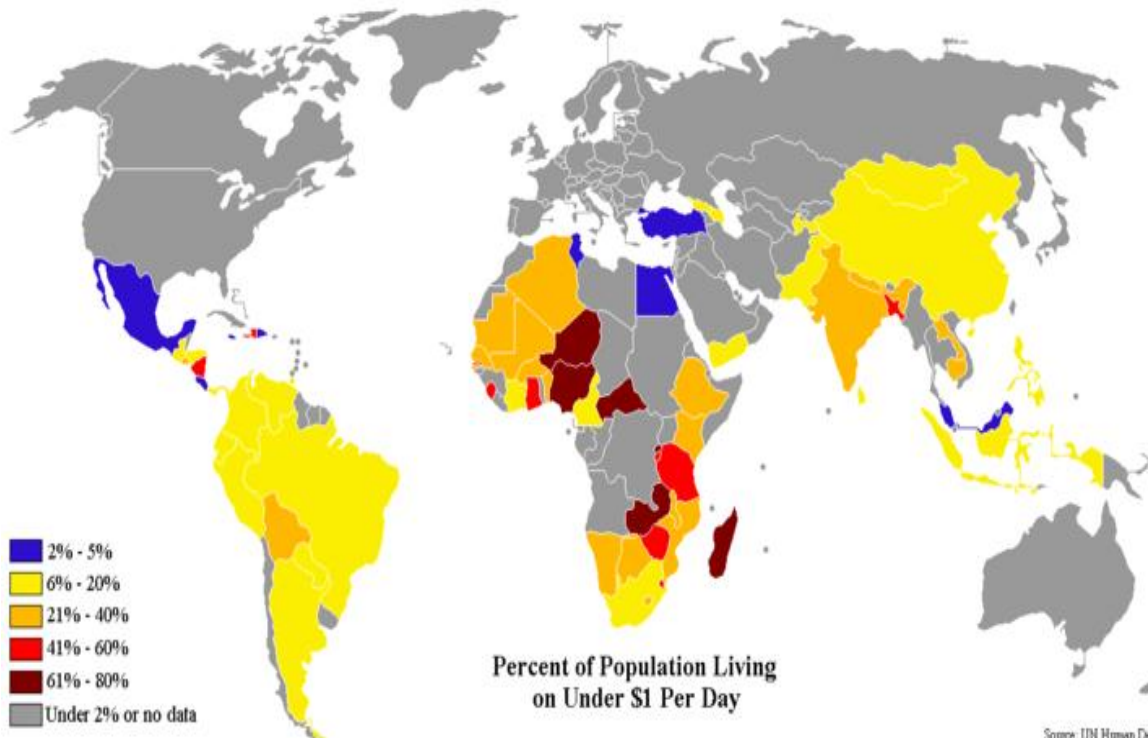 2% - 5%
6% - 20%
21% - 40%
41% - 60%
61% - 80%
Under 2% or no data
Percent of Population Living
on Under $1 Per Day
Source: UN Human